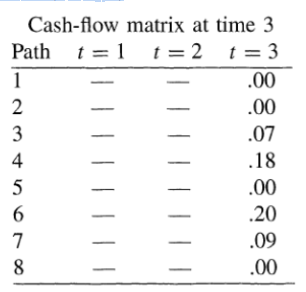 Cash-flow matrix at time 3
Path t = 1 t = 2 t = 3
1 — — .00
2 — — .00
3 — — .07
4 — — .18
5 — — .00
6 — — .20
7 — — .09
8 — — .00